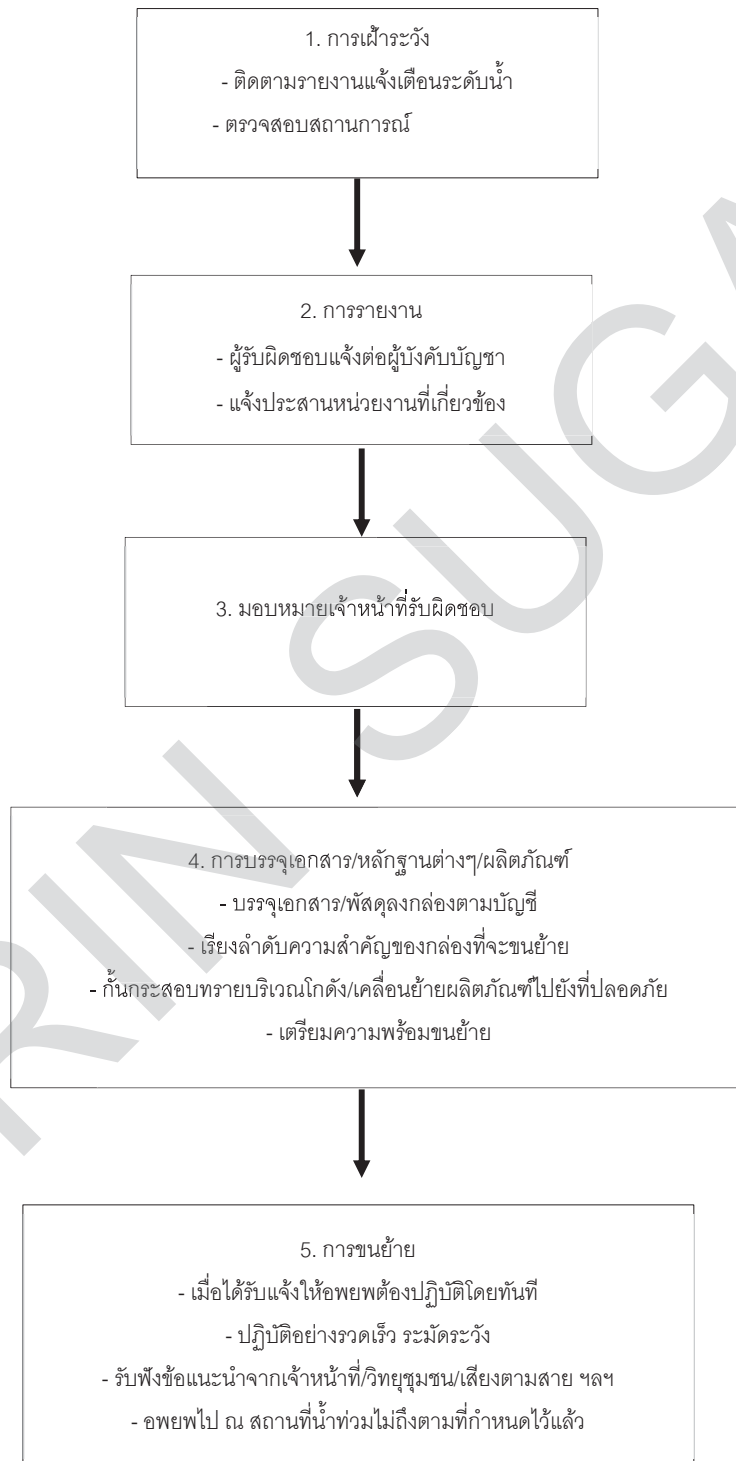 1. การเฝ้าระวัง
- ติดตามรายงานแจ้งเตือนระดับน้ำ
- ตรวจสอบสถานการณ์
2. การรายงาน
- ผู้รับผิดชอบแจ้งต่อผู้บังคับบัญชา
- แจ้งประสานหน่วยงานที่เกี่ยวข้อง
3. มอบหมายเจ้าหน้าที่รับผิดชอบ
4. การบรรจุเอกสาร/หลักฐานต่างๆ/ผลิตภัณฑ์
- บรรจุเอกสาร/พัสดุลงกล่องตามบัญชี
- เรียงลำดับความสำคัญของกล่องที่จะขนย้าย
- กั้นกระสอบทรายบริเวณโกดัง/เคลื่อนย้ายผลิตภัณฑ์ไปยังที่ปลอดภัย
- เตรียมความพร้อมขนย้าย
5. การขนย้าย
- เมื่อได้รับแจ้งให้อพยพต้องปฏิบัติโดยทันที
- ปฏิบัติอย่างรวดเร็ว ระมัดระวัง
- รับฟังข้อแนะนำจากเจ้าหน้าที่/วิทยุชุมชน/เสียงตามสาย ฯลฯ
- อพยพไป ณ สถานที่น้ำท่วมไม่ถึงตามที่กำหนดไว้แล้ว
RIN SUGA